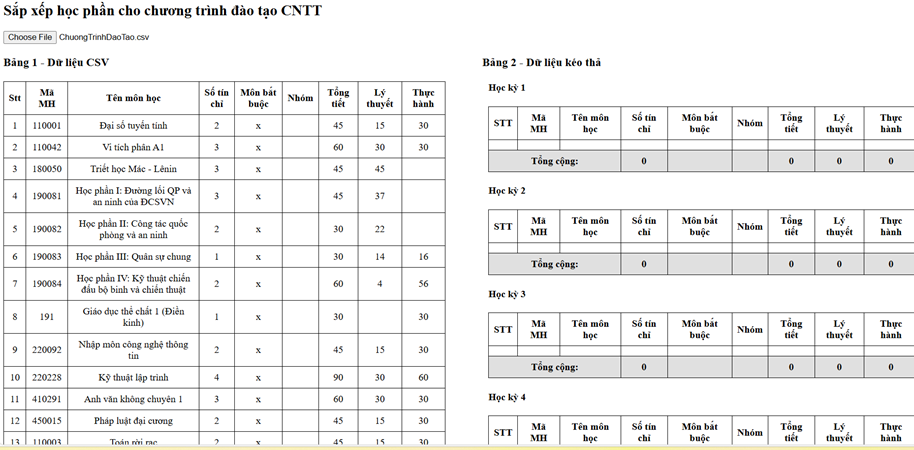 Sắp xếp học phần cho chương trình đào tạo CNTT
Choose File ChuongTrinhDaoTao.csv
Bảng 1 - Dữ liệu CSV
Stt Mã MH Tên môn học Số tín chỉ Môn bắt buộc Nhóm Tổng tiết Lý thuyết Thực hành
1 110001 Đại số tuyến tính 2 x 45 15 30
2 110042 Vi tích phân A1 3 x 60 30 30
3 180050 Triết học Mác - Lênin 3 x 45 45
4 190081 Học phần I: Đường lối QP và an ninh của ĐCSVN 3 x 45 37
5 190082 Học phần II: Công tác quốc phòng và an ninh 2 x 30 22
6 190083 Học phần III: Quân sự chung 1 x 30 14 16
7 190084 Học phần IV: Kỹ thuật chiến đấu bộ binh và chiến thuật 2 x 60 4 56
8 191 Giáo dục thể chất 1 (Điền kinh) 1 x 30 30
9 220092 Nhập môn công nghệ thông tin 2 x 45 15 30
10 220228 Kỹ thuật lập trình 4 x 90 30 60
11 410291 Anh văn không chuyên 1 3 x 60 30 30
12 450015 Pháp luật đại cương 2 x 45 15 30
13 110003 Toán rời rạc 2 x 45 15 30
Bảng 2 - Dữ liệu kéo thả
Học kỳ 1
STT Mã MH Tên môn học Số tín chỉ Môn bắt buộc Nhóm Tổng tiết Lý thuyết Thực hành
Tổng cộng: 0 0 0 0
Học kỳ 2
STT Mã MH Tên môn học Số tín chỉ Môn bắt buộc Nhóm Tổng tiết Lý thuyết Thực hành
Tổng cộng: 0 0 0 0
Học kỳ 3
STT Mã MH Tên môn học Số tín chỉ Môn bắt buộc Nhóm Tổng tiết Lý thuyết Thực hành
Tổng cộng: 0 0 0 0
Học kỳ 4
STT Mã MH Tên môn học Số tín chỉ Môn bắt buộc Nhóm Tổng tiết Lý thuyết Thực hành